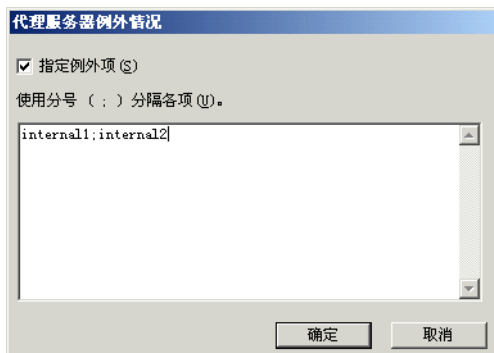 代理服务器例外情况
指定例外项(S)
使用分号 ( ; ) 分隔各项(U)。
internal1;internal2
确定 取消